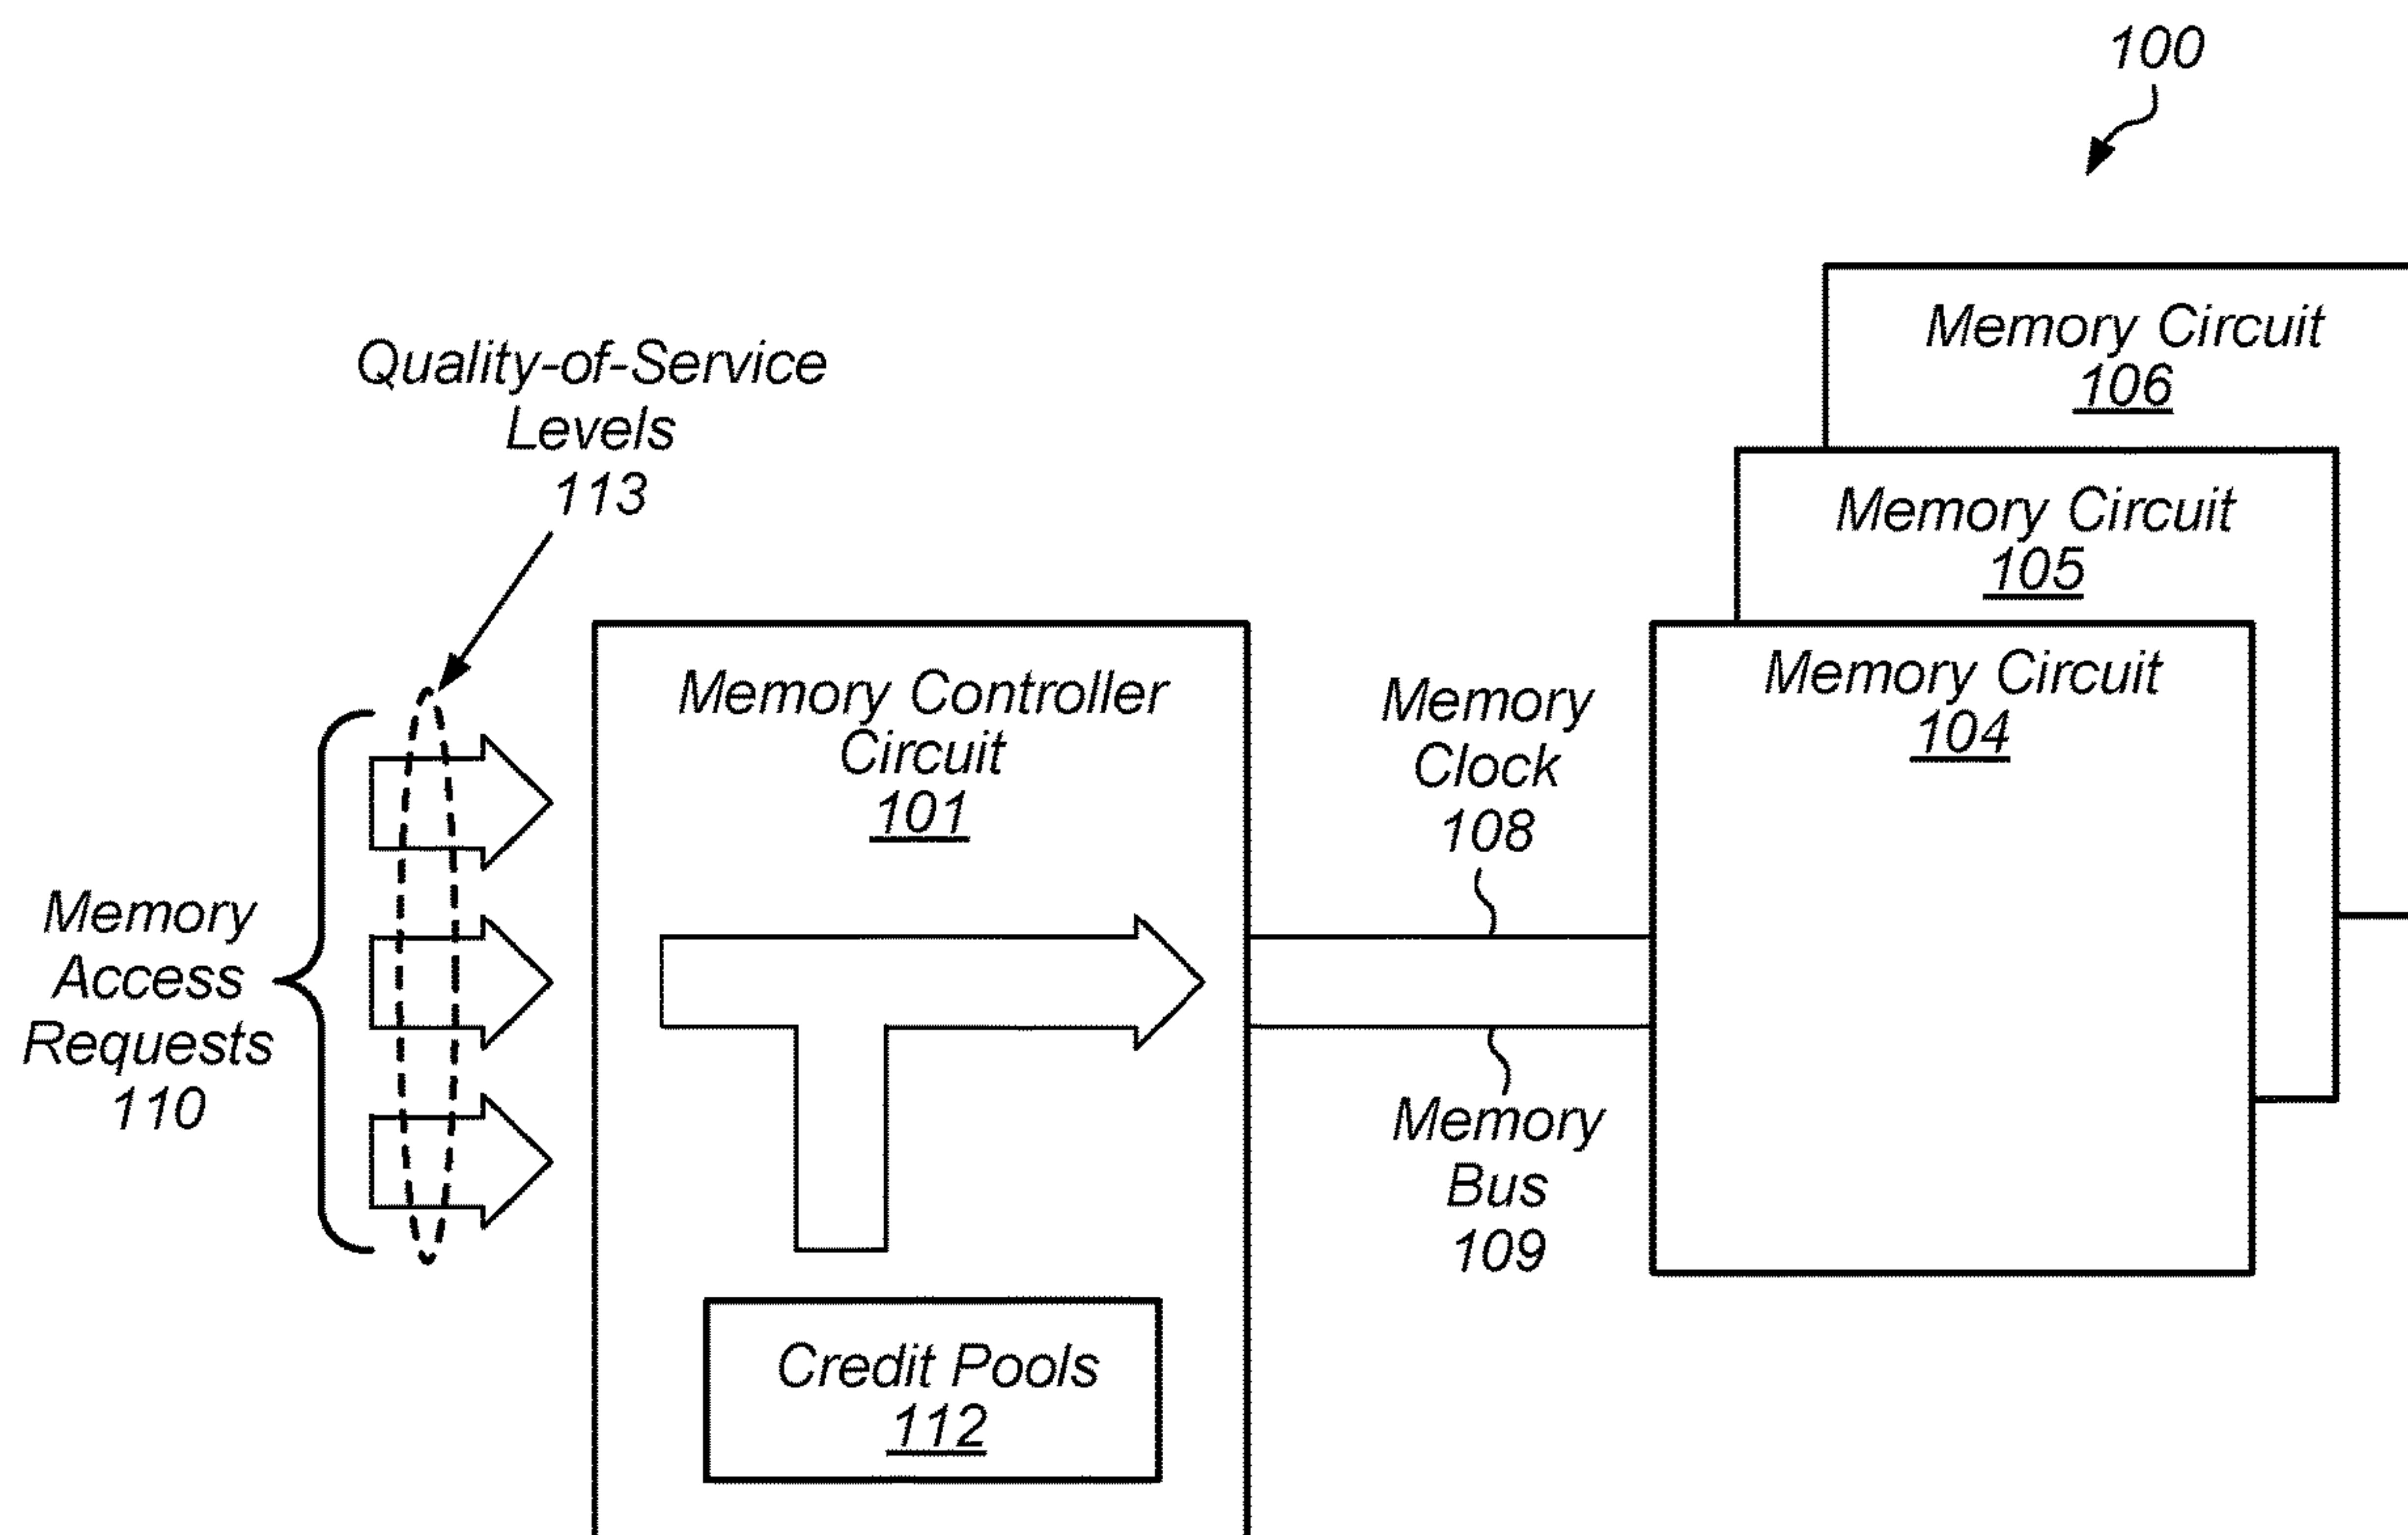 100
Memory Circuit
106
Quality-of-Service
Levels
113
Memory Circuit
105
Memory Circuit
104
Memory Controller
Circuit
101
Memory
Clock
108
Memory
Access
Requests
110
Memory
Bus
109
Credit Pools
112